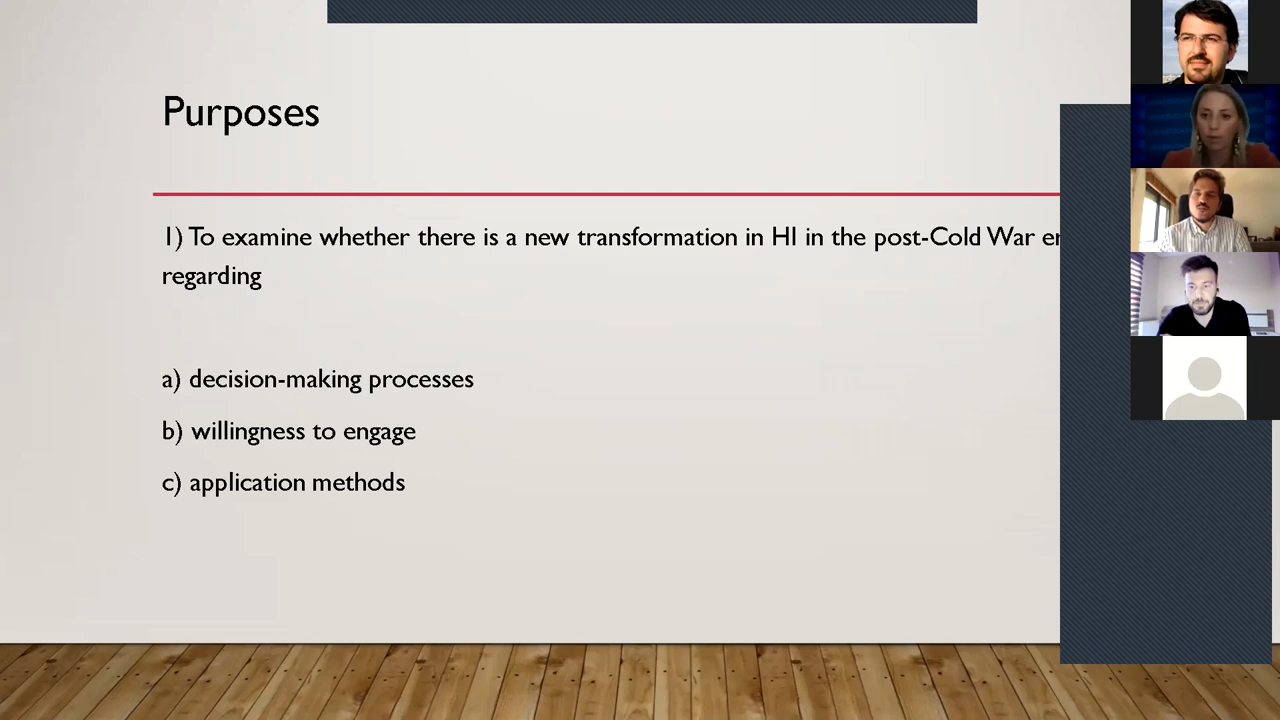 Purposes
1) To examine whether there is a new transformation in HI in the post-Cold War
regarding
a) decision-making processes
b) willingness to engage
c) application methods